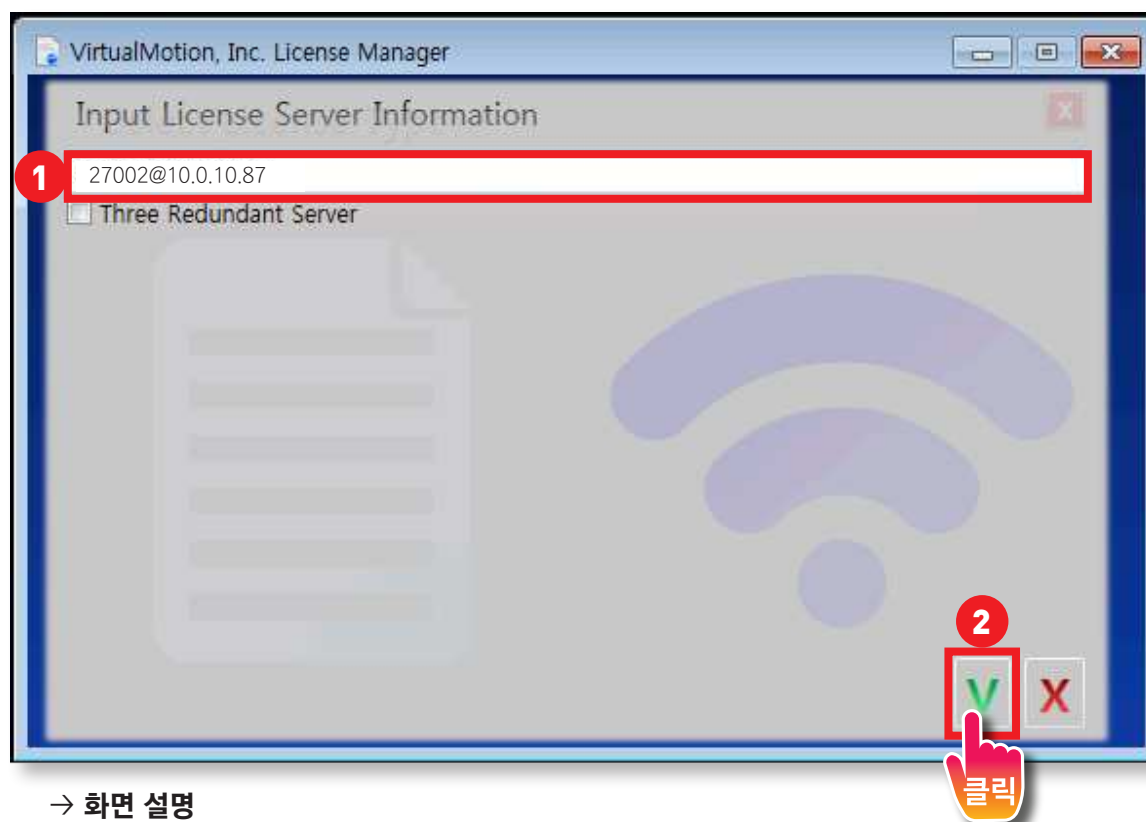 VirtualMotion, Inc. License Manager
X
Input License Server Information
X
1
27002@10.0.10.87
Three Redundant Server
2
V X
클릭
→ 화면 설명